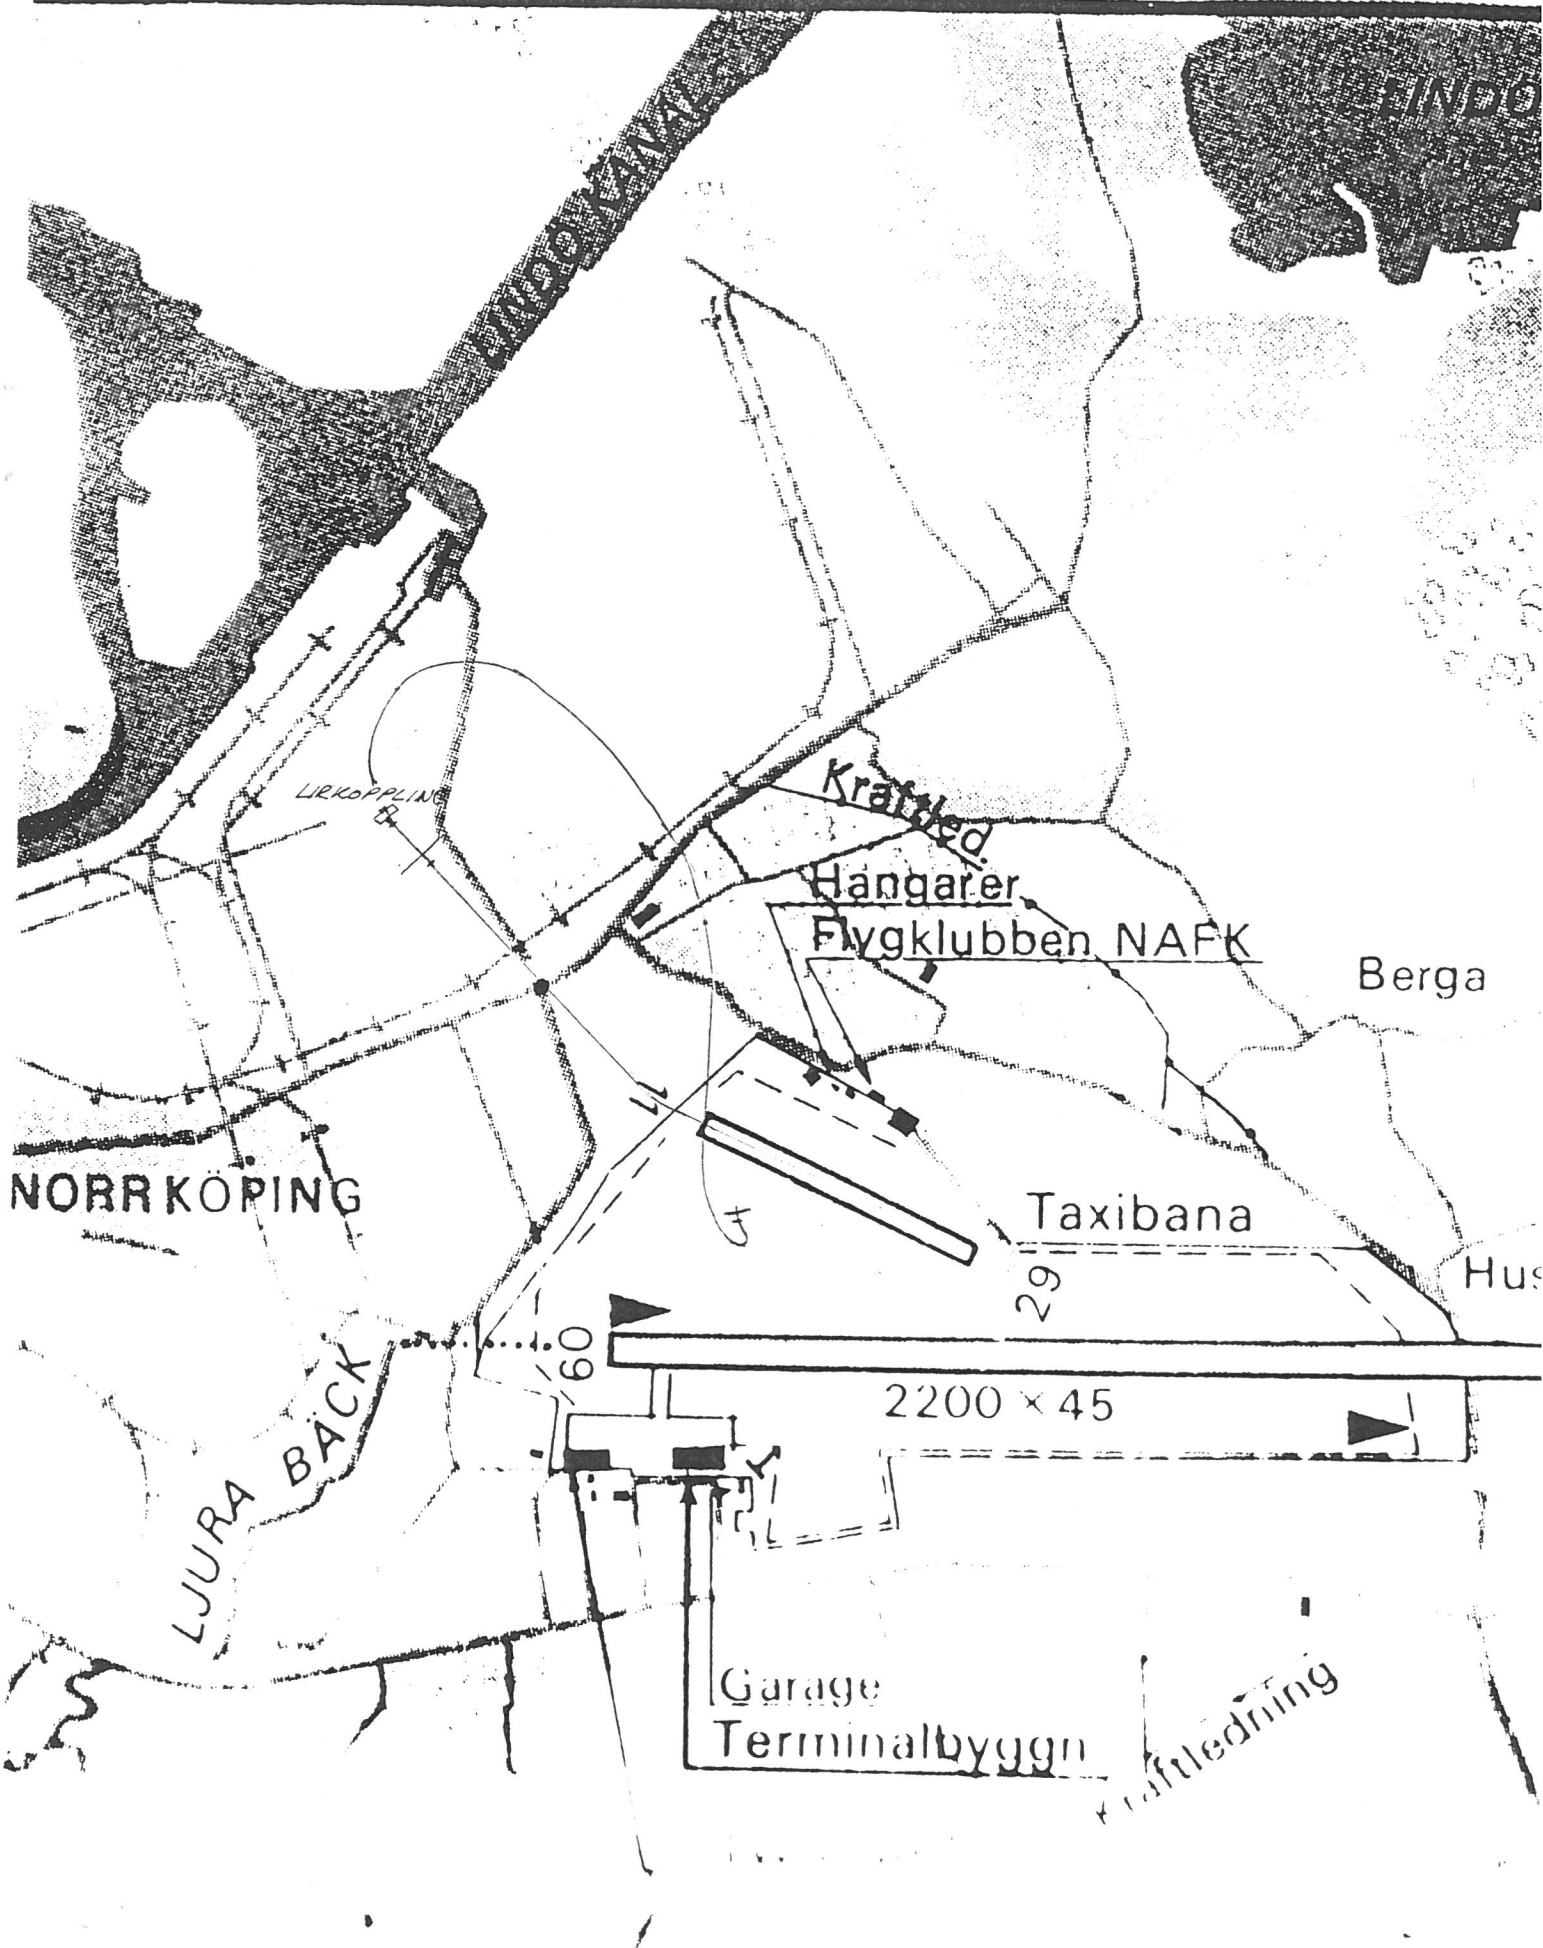 LINDÖ
LINDÖ KANAL
URKOPPLING
Kraftled.
Hangarer
Flygklubben NAFK
Berga
11
NORRKÖPING
Taxibana
Hus
29
09
2200 × 45
LJURA BÄCK
Garage
Terminalbyggn
Kraftledning